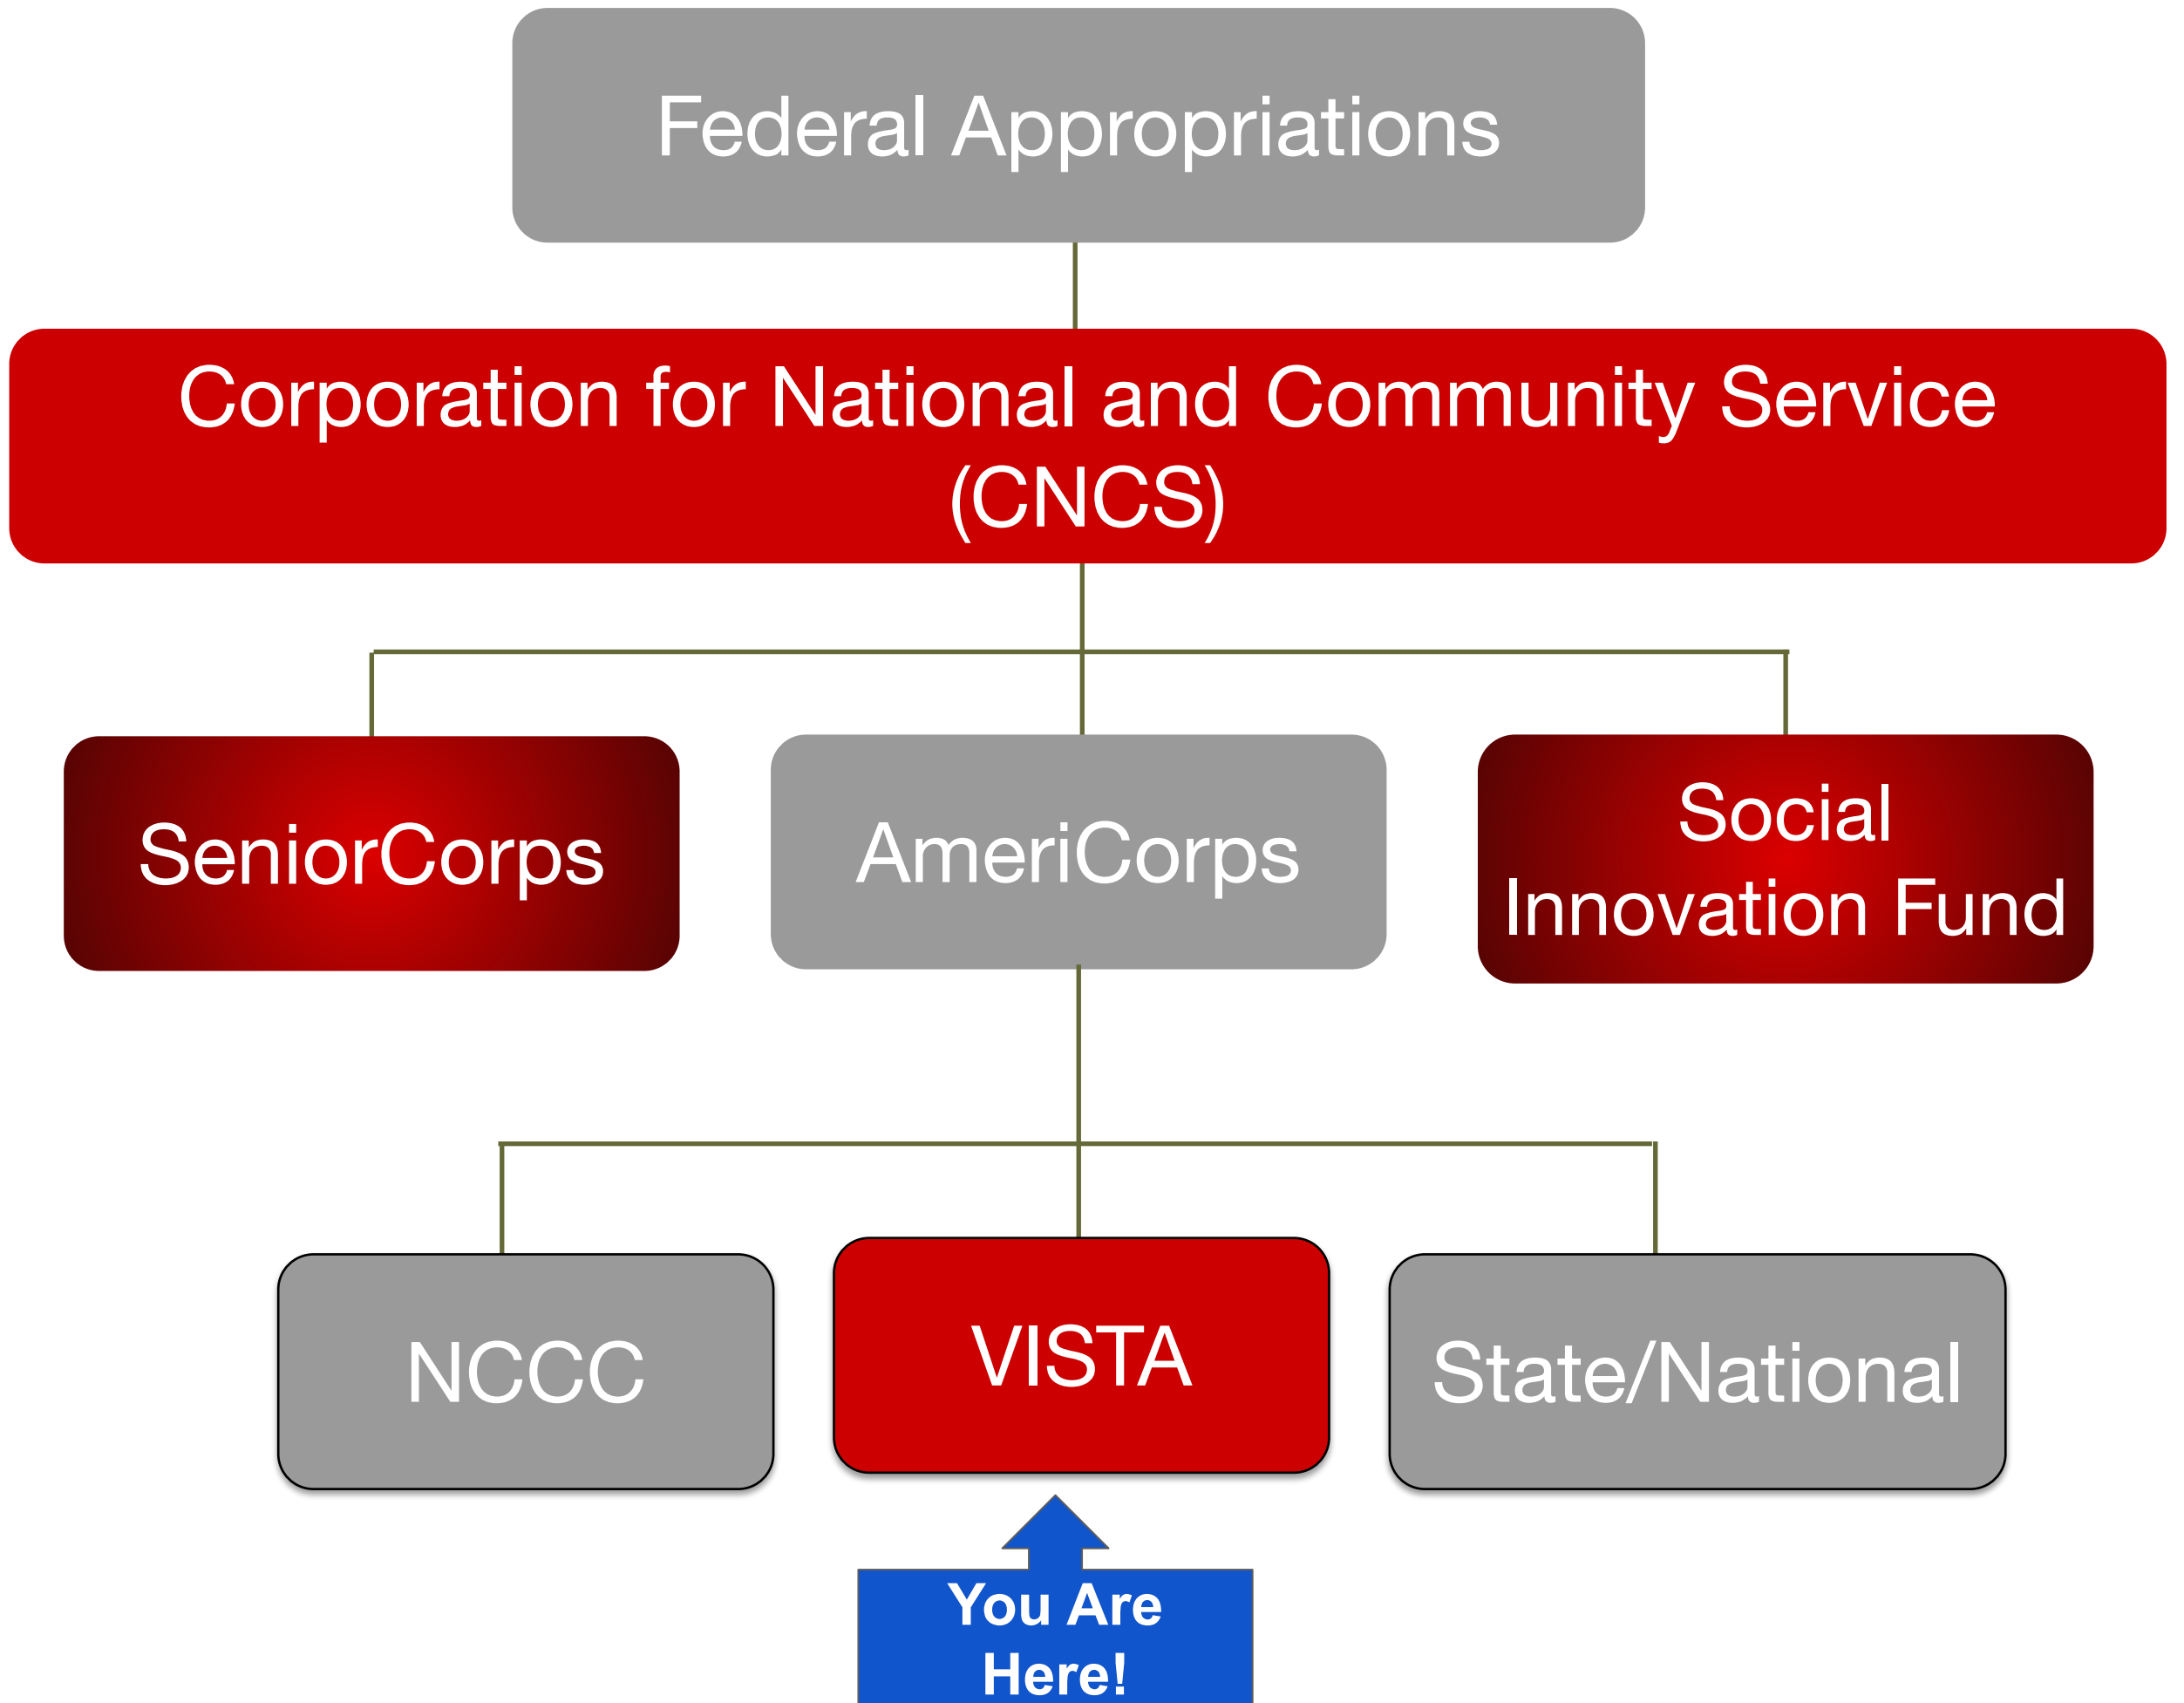 Federal Appropriations
Corporation for National and Community Service
(CNCS)
SeniorCorps
AmeriCorps
Social
Innovation Fund
NCCC
VISTA
State/National
You Are
Here!